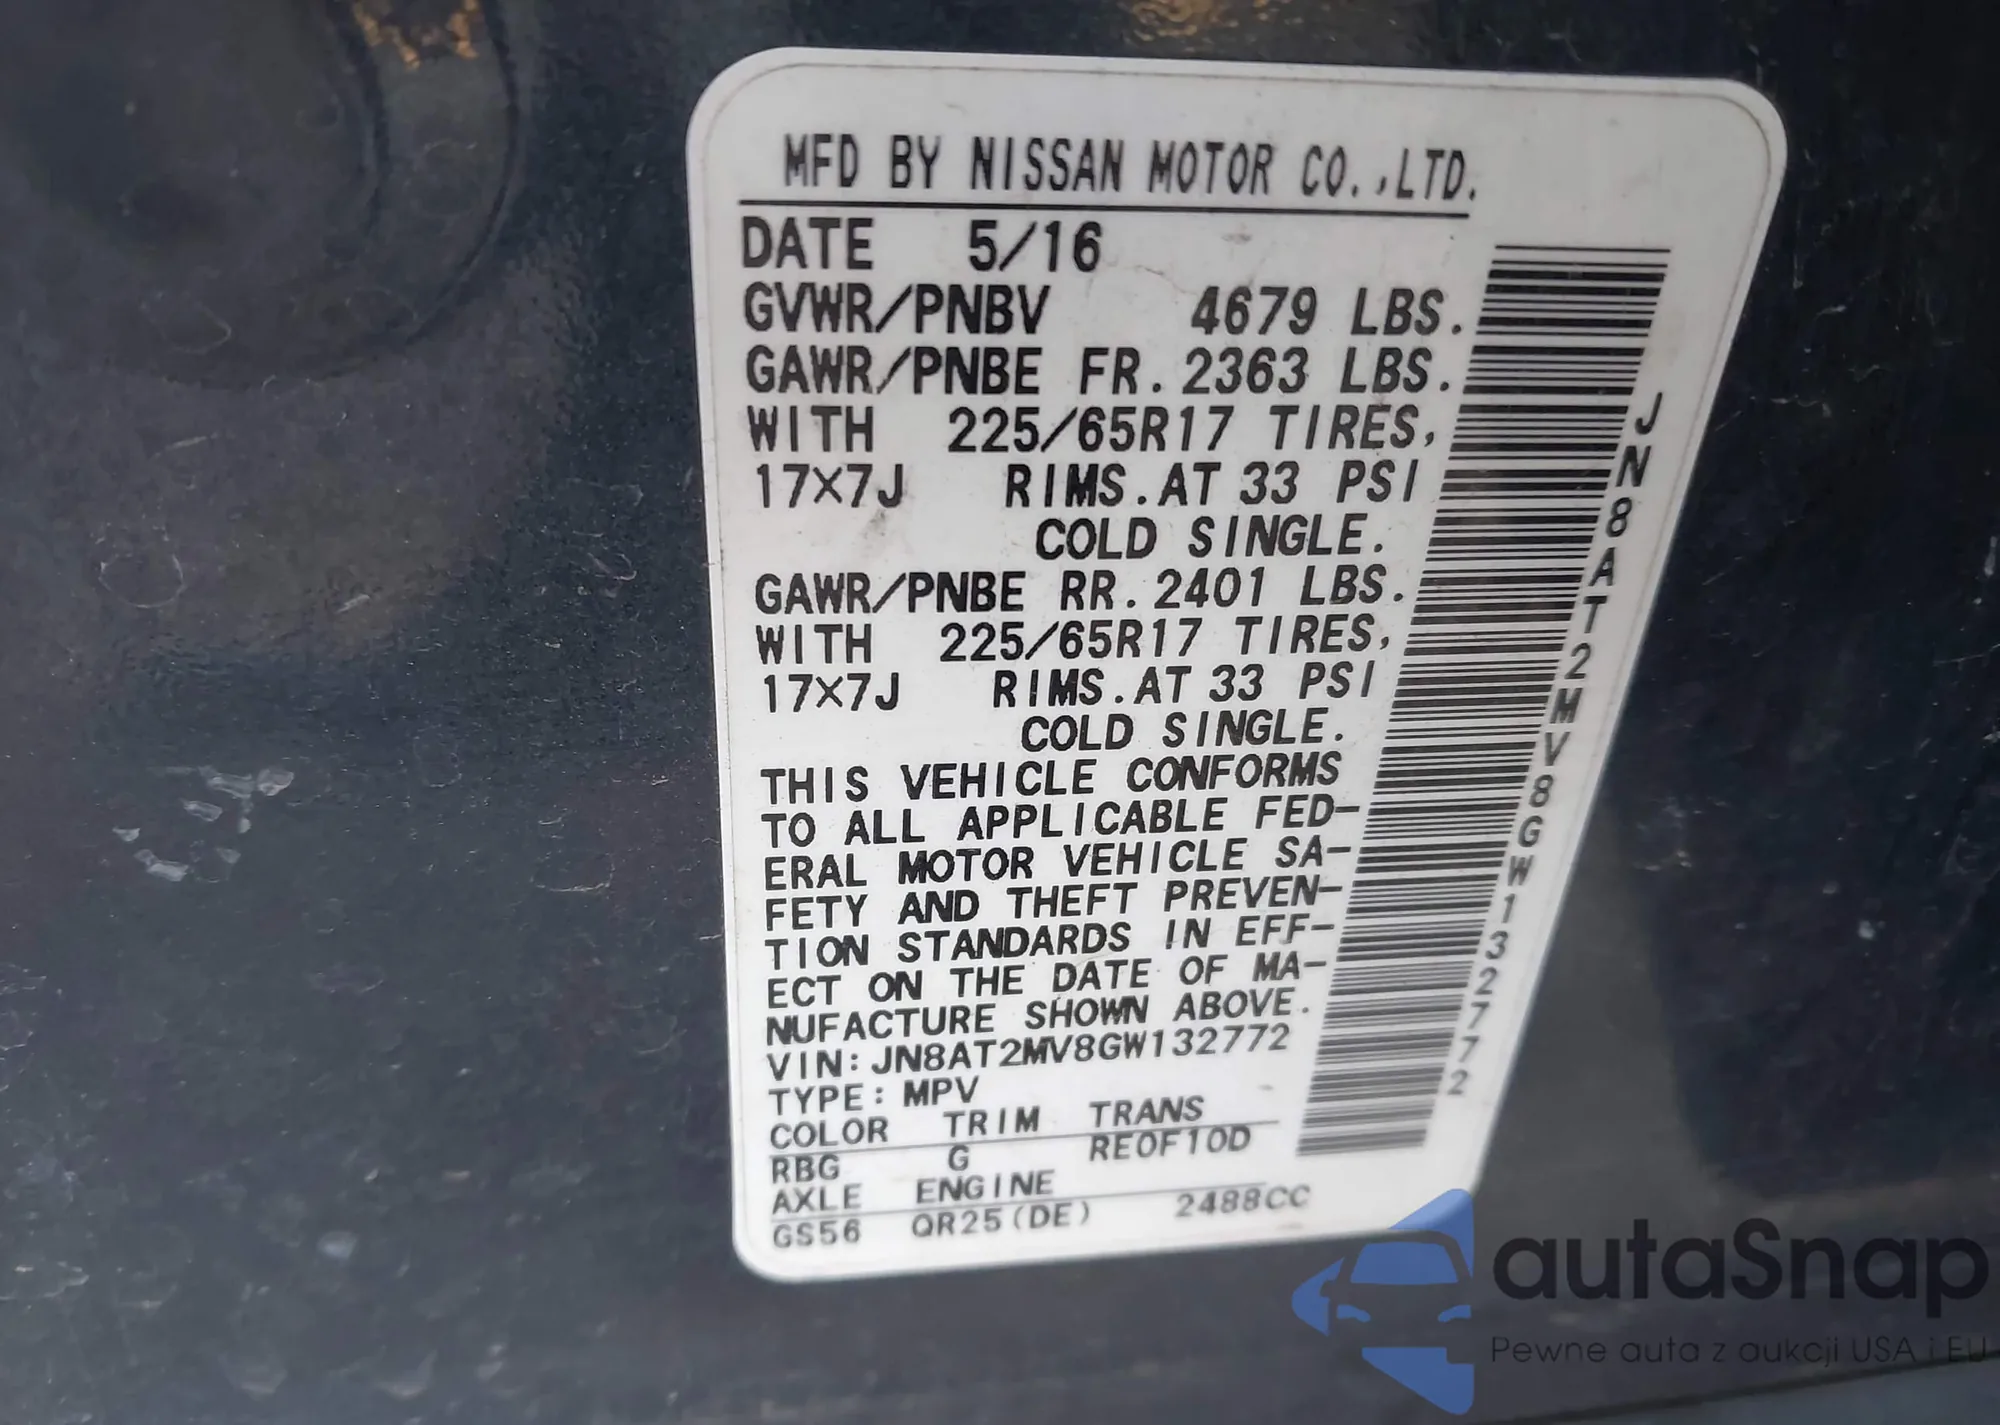 MFD BY NISSAN MOTOR CO.,LTD.
DATE 5/16
GVWR/PNBV 4679 LBS.
GAWR/PNBE FR. 2363 LBS.
WITH 225/65R17 TIRES,
17X7J RIMS. AT 33 PSI
COLD SINGLE.
GAWR/PNBE RR. 2401 LBS.
WITH 225/65R17 TIRES,
17X7J RIMS. AT 33 PSI
COLD SINGLE.
THIS VEHICLE CONFORMS
TO ALL APPLICABLE FED-
ERAL MOTOR VEHICLE SA-
FETY AND THEFT PREVEN-
TION STANDARDS IN EFF-
ECT ON THE DATE OF MA-
NUFACTURE SHOWN ABOVE.
VIN: JN8AT2MV8GW132772
TYPE: MPV
COLOR TRIM TRANS
RBG G RE0F10D
AXLE ENGINE
GS56 QR25(DE) 2488CC
JN8AT2MV8GW132772
autaSnap
Pewne auta z aukcji USA i EU